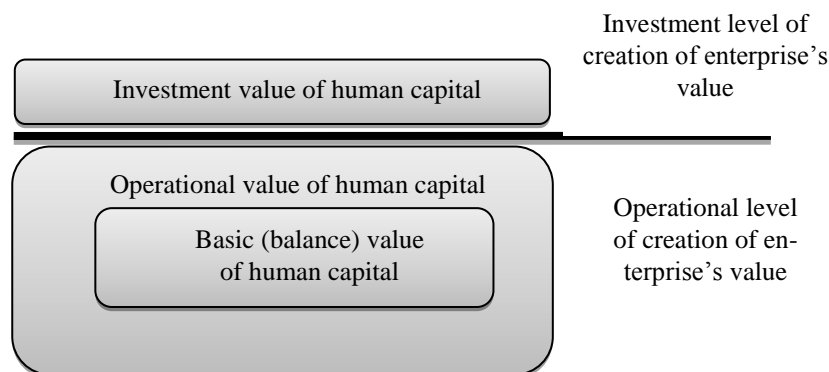 Investment level of
creation of enterprise's
value
Investment value of human capital
Operational value of human capital
Basic (balance) value
of human capital
Operational level
of creation of en-
terprise's value